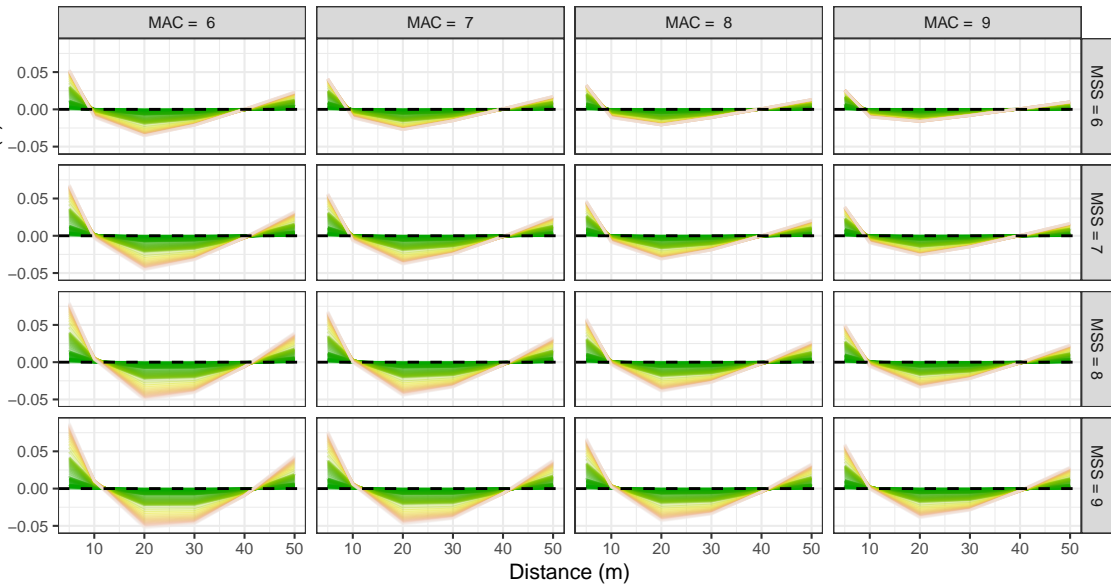 MAC = 6
MAC = 7
MAC = 8
MAC = 9
0.05
0.00
−0.05
MSS = 6
0.05
0.00
−0.05
MSS = 7
0.05
0.00
−0.05
MSS = 8
0.05
0.00
−0.05
MSS = 9
10 20 30 40 50
10 20 30 40 50
10 20 30 40 50
10 20 30 40 50
Distance (m)